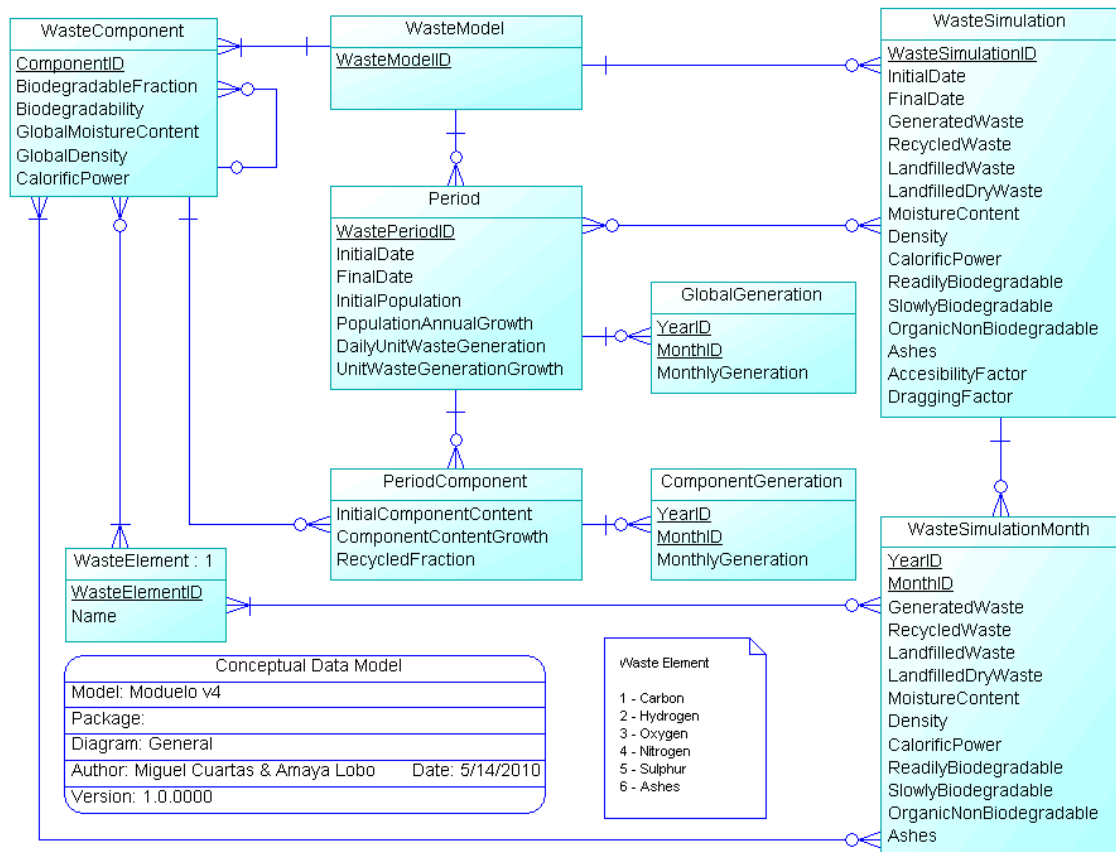 WasteComponent
ComponentID
BiodegradableFraction
Biodegradability
GlobalMoistureContent
GlobalDensity
CalorificPower
WasteModel
WasteModelID
WasteSimulation
WasteSimulationID
InitialDate
FinalDate
GeneratedWaste
RecycledWaste
LandfilledWaste
LandfilledDryWaste
MoistureContent
Density
CalorificPower
ReadilyBiodegradable
SlowlyBiodegradable
OrganicNonBiodegradable
Ashes
AccesibilityFactor
DraggingFactor
Period
WastePeriodID
InitialDate
FinalDate
InitialPopulation
PopulationAnnualGrowth
DailyUnitWasteGeneration
UnitWasteGenerationGrowth
GlobalGeneration
YearID
MonthID
MonthlyGeneration
PeriodComponent
InitialComponentContent
ComponentContentGrowth
RecycledFraction
ComponentGeneration
YearID
MonthID
MonthlyGeneration
WasteSimulationMonth
YearID
MonthID
GeneratedWaste
RecycledWaste
LandfilledWaste
LandfilledDryWaste
MoistureContent
Density
CalorificPower
ReadilyBiodegradable
SlowlyBiodegradable
OrganicNonBiodegradable
Ashes
WasteElement : 1
WasteElementID
Name
Conceptual Data Model
Model: Moduelo v4
Package:
Diagram: General
Author: Miguel Cuartas & Amaya Lobo Date: 5/14/2010
Version: 1.0.0000
Waste Element
1 - Carbon
2 - Hydrogen
3 - Oxygen
4 - Nitrogen
5 - Sulphur
6 - Ashes